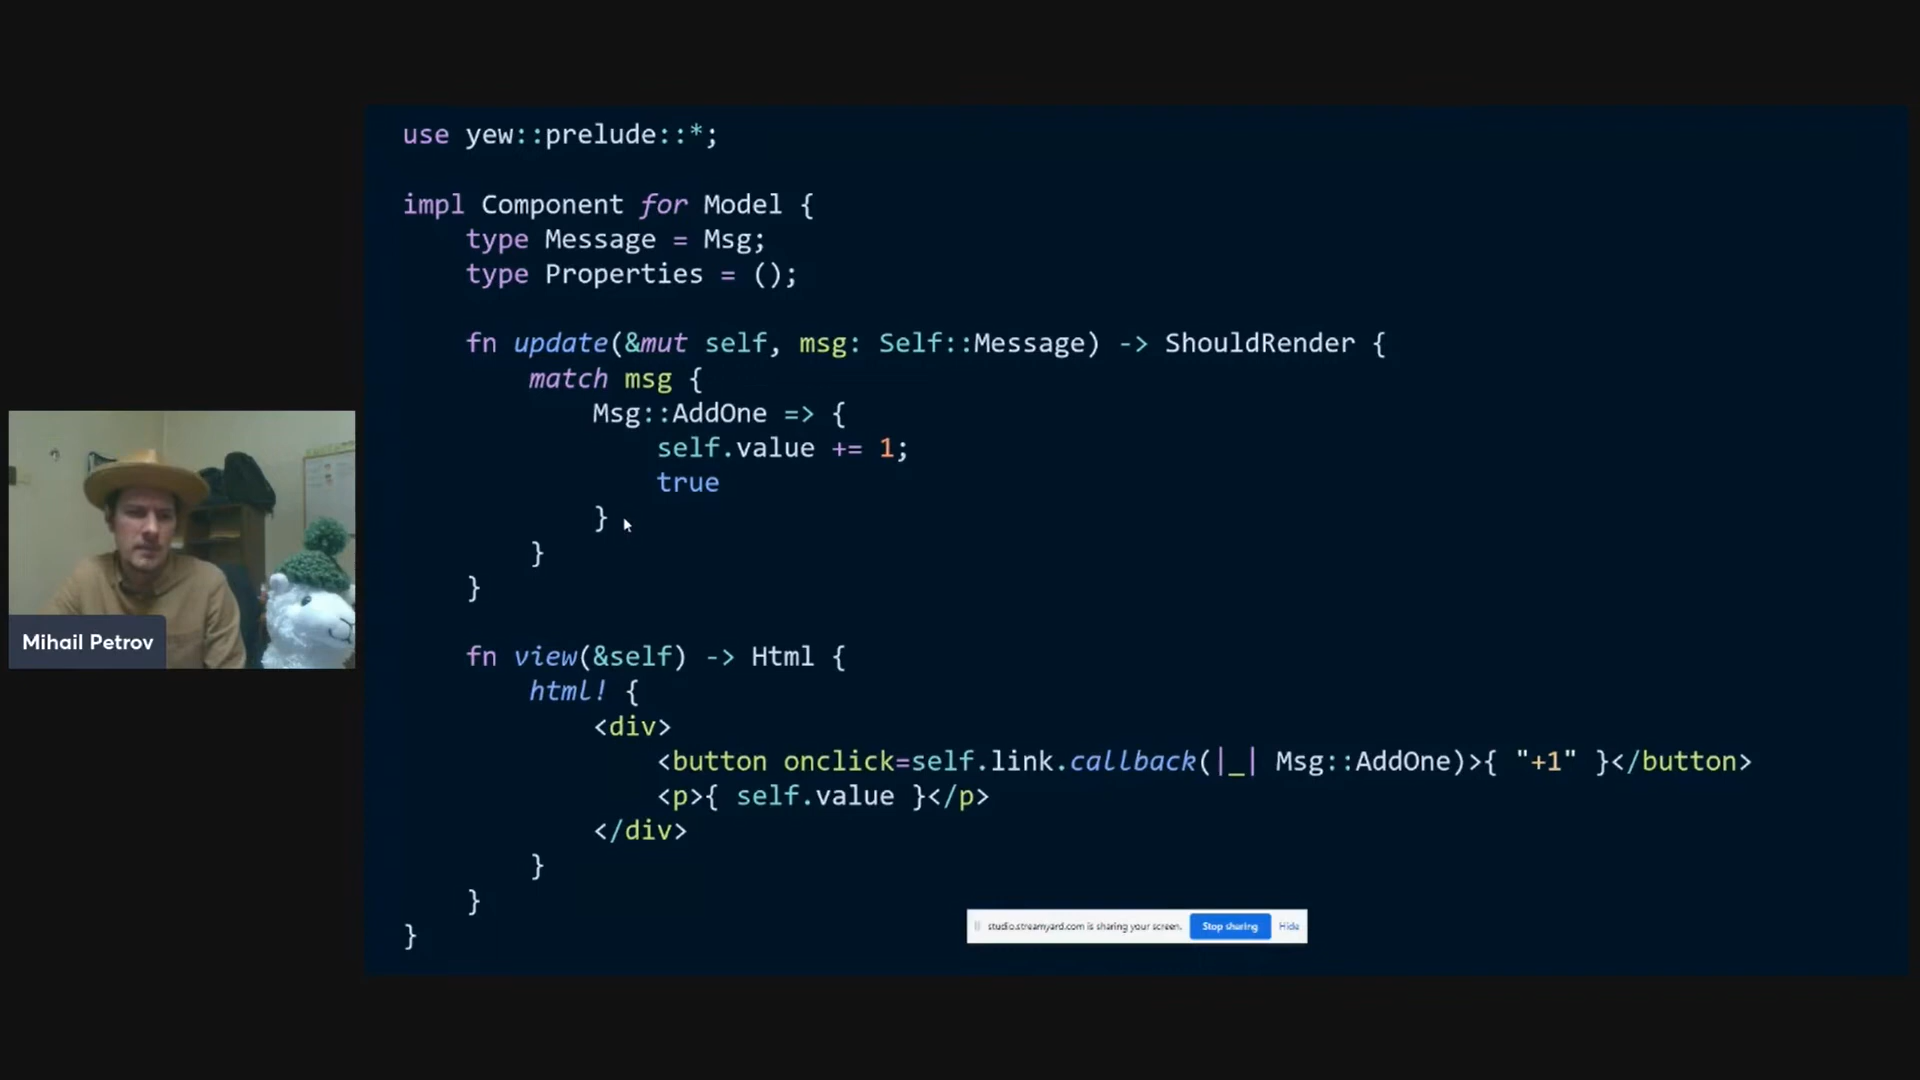 use yew::prelude::*;
impl Component for Model {
type Message = Msg;
type Properties = ();
fn update(&mut self, msg: Self::Message) -> ShouldRender {
match msg {
Msg::AddOne => {
self.value += 1;
true
}
}
}
fn view(&self) -> Html {
html! {
<div>
<button onclick=self.link.callback(|_| Msg::AddOne)>{ "+1" }</button>
<p>{ self.value }</p>
</div>
}
}
}
Mihail Petrov
studio.streamyard.com is sharing your screen. Stop sharing Hide